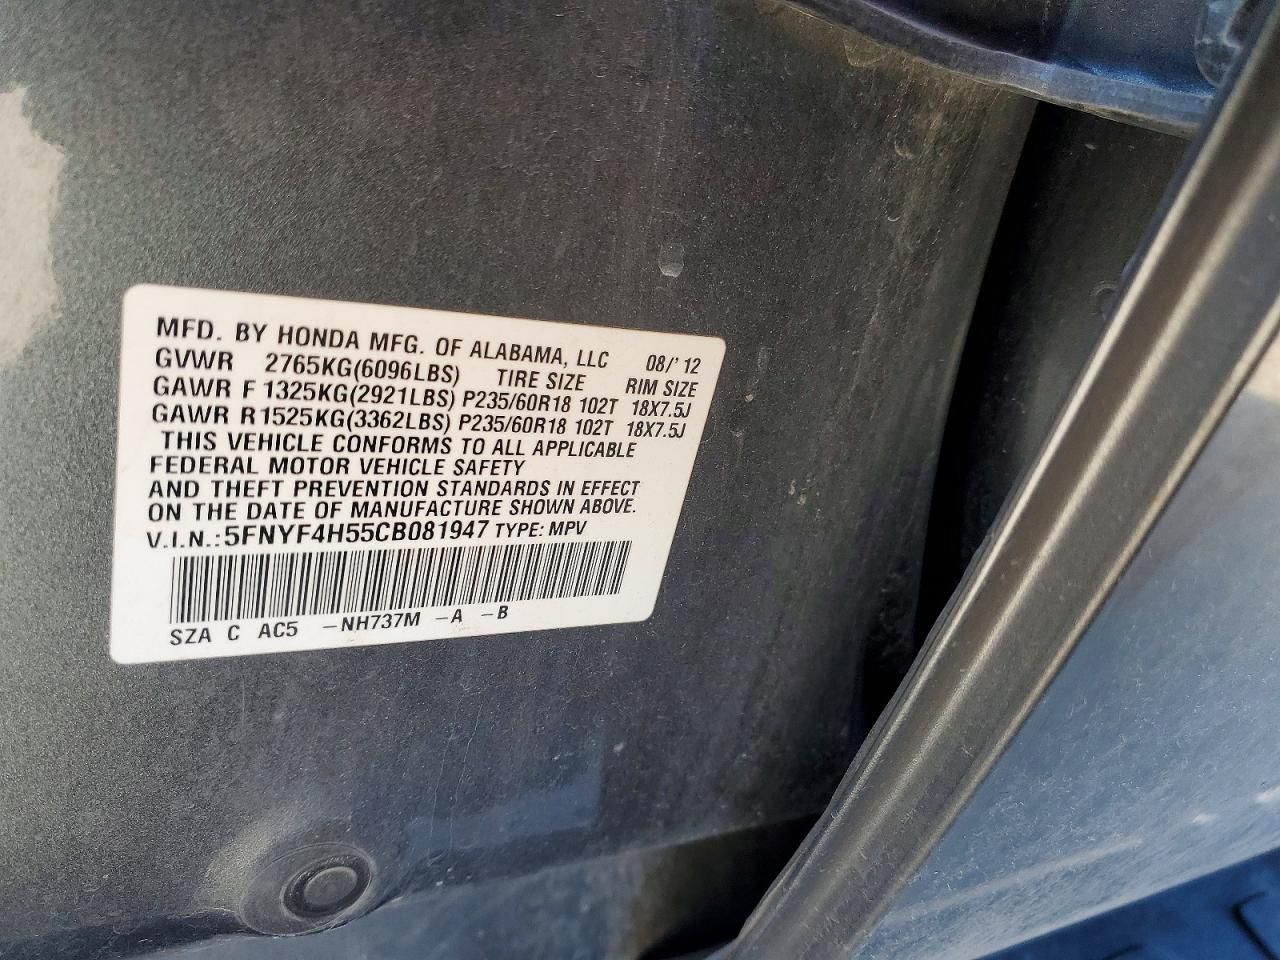 MFD. BY HONDA MFG. OF ALABAMA, LLC 08/'12
GVWR 2765KG(6096LBS) TIRE SIZE RIM SIZE
GAWR F 1325KG(2921LBS) P235/60R18 102T 18X7.5J
GAWR R 1525KG(3362LBS) P235/60R18 102T 18X7.5J
THIS VEHICLE CONFORMS TO ALL APPLICABLE
FEDERAL MOTOR VEHICLE SAFETY
AND THEFT PREVENTION STANDARDS IN EFFECT
ON THE DATE OF MANUFACTURE SHOWN ABOVE.
V.I.N.:5FNYF4H55CB081947 TYPE: MPV
SZA C AC5 -NH737M -A -B